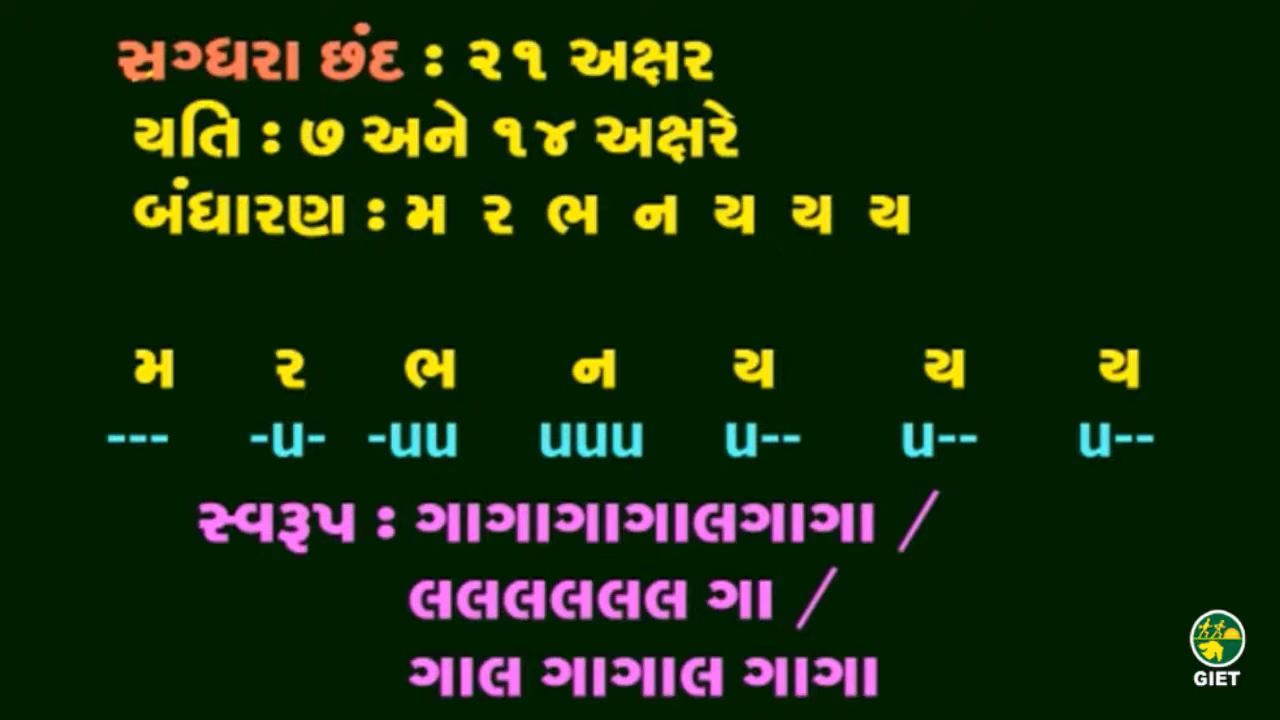 સ્રગ્ધરા છંદ : ૨૧ અક્ષર
યતિ : ૭ અને ૧૪ અક્ષરે
બંધારણ : મ ર ભ ન ય ય ય
મ ર ભ ન ય ય ય
--- -u- -uu uuu u-- u-- u--
સ્વરૂપ : ગાગાગાગાલગાગા /
લલલલલલ ગા /
ગાલ ગાગાલ ગાગા
GIET